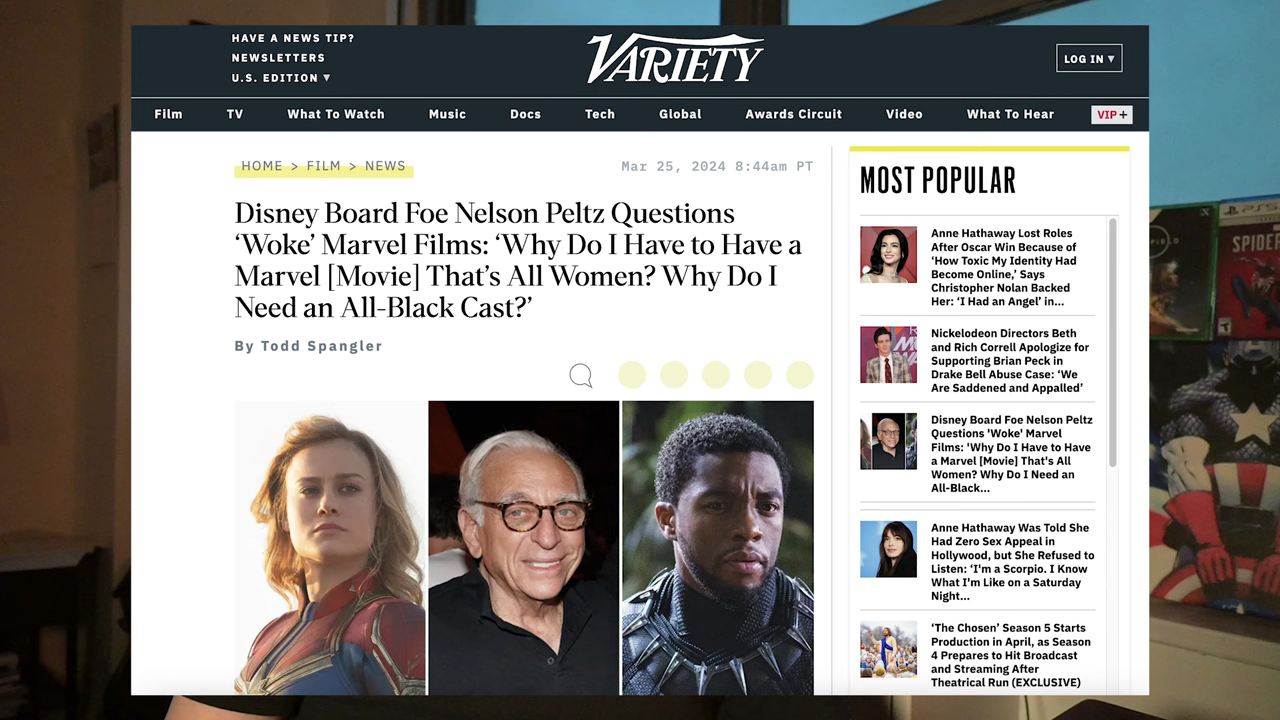 HAVE A NEWS TIP?
NEWSLETTERS
U.S. EDITION ▼
VARIETY
LOG IN ▼
Film TV What To Watch Music Docs Tech Global Awards Circuit Video What To Hear VIP+
HOME > FILM > NEWS
Mar 25, 2024 8:44am PT
Disney Board Foe Nelson Peltz Questions
‘Woke’ Marvel Films: ‘Why Do I Have to Have a
Marvel [Movie] That’s All Women? Why Do I
Need an All-Black Cast?’
By Todd Spangler
MOST POPULAR
Anne Hathaway Lost Roles
After Oscar Win Because of
‘How Toxic My Identity Had
Become Online,’ Says
Christopher Nolan Backed
Her: ‘I Had an Angel’ in...
Nickelodeon Directors Beth
and Rich Correll Apologize for
Supporting Brian Peck in
Drake Bell Abuse Case: ‘We
Are Saddened and Appalled’
Disney Board Foe Nelson Peltz
Questions 'Woke' Marvel
Films: 'Why Do I Have to Have
a Marvel [Movie] That's All
Women? Why Do I Need an
All-Black...
Anne Hathaway Was Told She
Had Zero Sex Appeal in
Hollywood, but She Refused to
Listen: ‘I'm a Scorpio. I Know
What I'm Like on a Saturday
Night...
‘The Chosen’ Season 5 Starts
Production in April, as Season
4 Prepares to Hit Broadcast
and Streaming After
Theatrical Run (EXCLUSIVE)
PS5
SPIDER